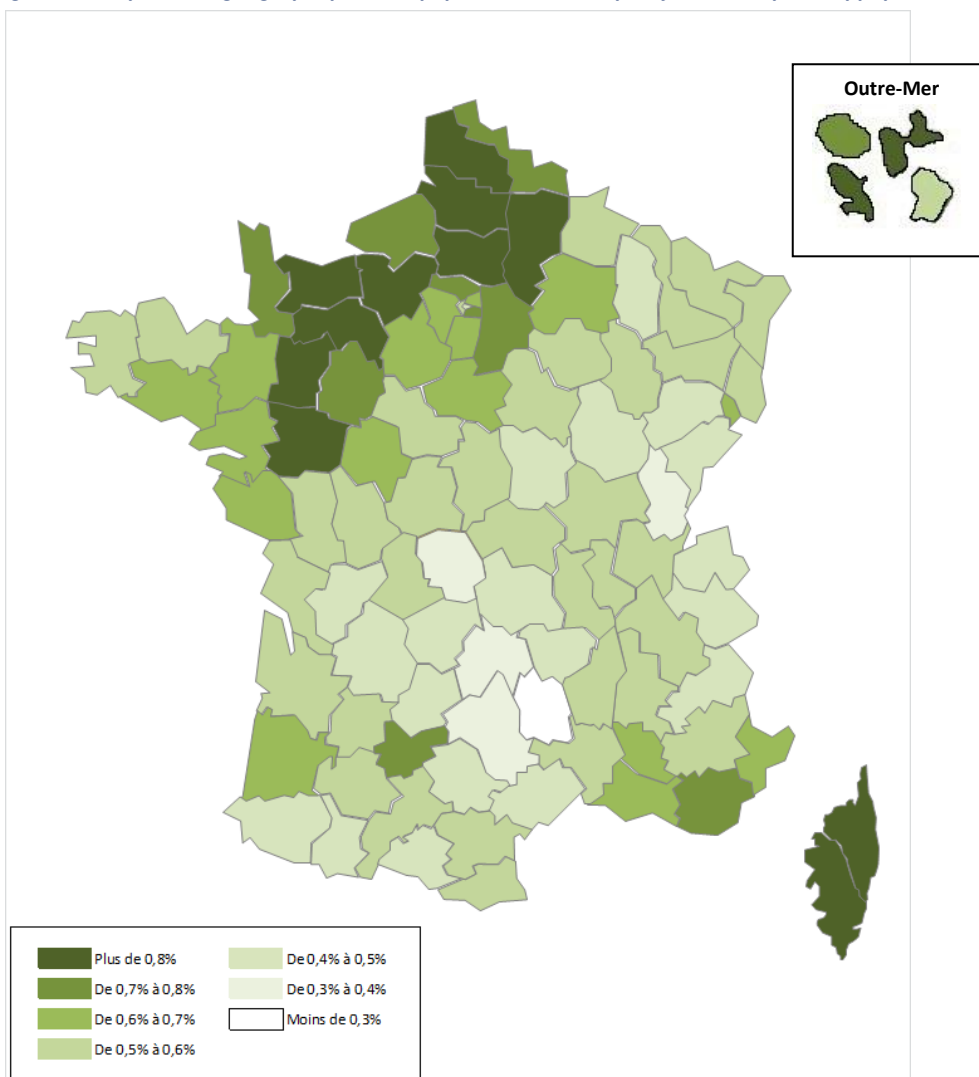 Outre-Mer
Plus de 0,8%
De 0,7% à 0,8%
De 0,6% à 0,7%
De 0,5% à 0,6%
De 0,4% à 0,5%
De 0,3% à 0,4%
Moins de 0,3%